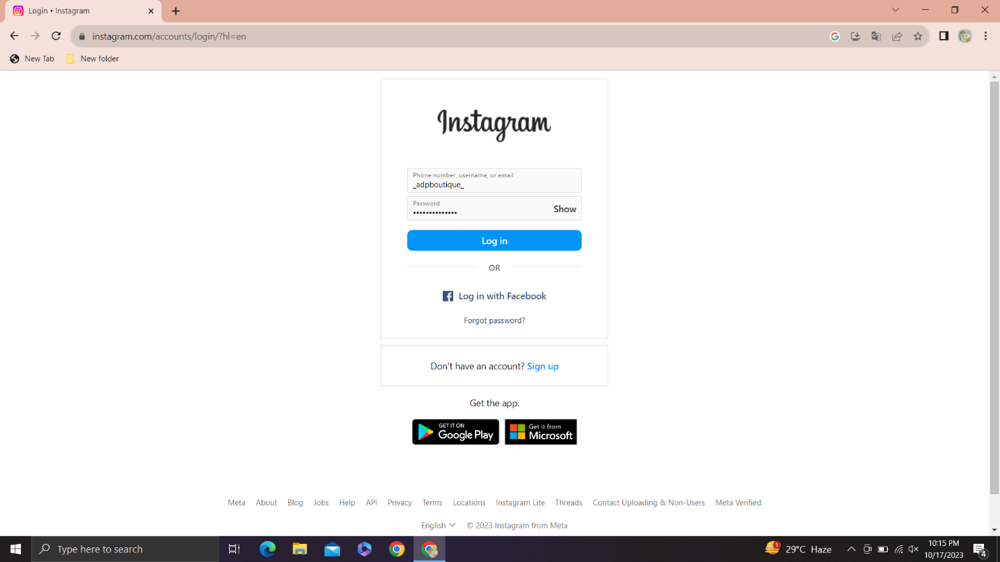 Login • Instagram
instagram.com/accounts/login/?hl=en
New Tab New folder
Instagram
Phone number, username, or email
_adpboutique_
Password
•••••••••••••• Show
Log in
OR
Log in with Facebook
Forgot password?
Don't have an account? Sign up
Get the app.
GET IT ON
Google Play
Get it from
Microsoft
Meta About Blog Jobs Help API Privacy Terms Locations Instagram Lite Threads Contact Uploading & Non-Users Meta Verified
English © 2023 Instagram from Meta
Type here to search
1
29°C Haze
10:15 PM
10/17/2023
4